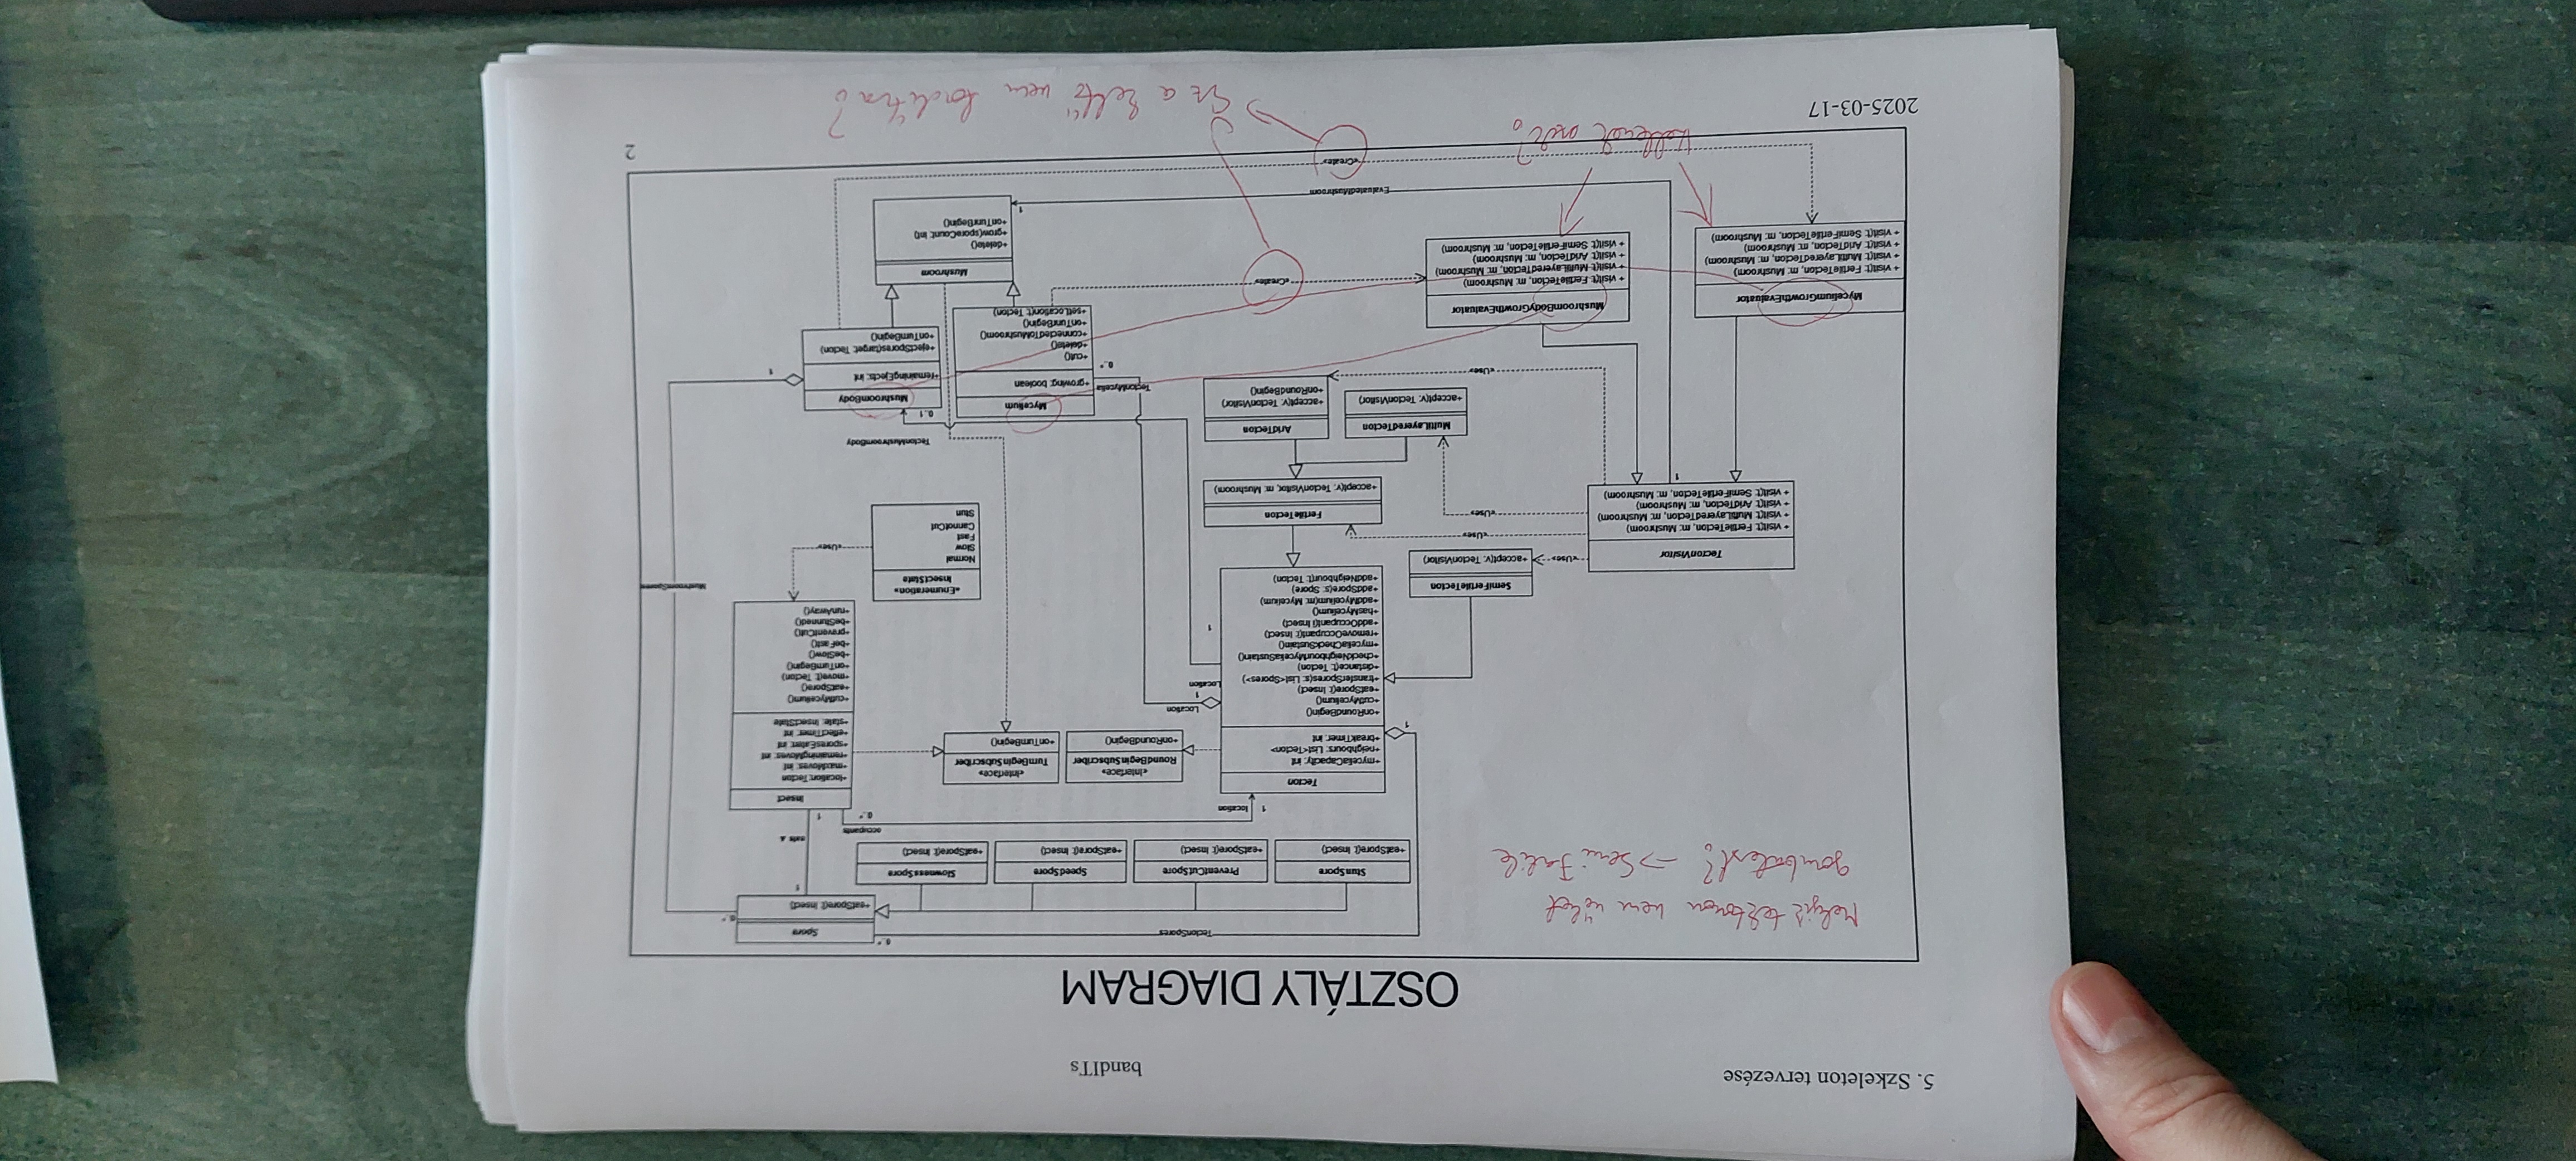 5. Szkeleton tervezése
bandITs
OSZTÁLY DIAGRAM
Melyik tektonon nem nőhet
gombatest? -> Semi Fertile
TectonSpores
0..*
Spore
+eatSpore(t: Insect)
0..*
StunSpore
+eatSpore(t: Insect)
PreventCutSpore
+eatSpore(t: Insect)
SpeedSpore
+eatSpore(t: Insect)
SlownessSpore
+eatSpore(t: Insect)
1
eats
1
occupants
0..*
1
location
Tecton
+myceliaCapacity: int
+neighbours: List<Tecton>
+breakTimer: int
+onRoundBegin()
+cutMycelium()
+eatSpore(t: Insect)
+transferSpores(s: List<Spores>)
+distance(t: Tecton)
+checkNeighbourMyceliaSustain()
+myceliaCheckSustain()
+removeOccupant(i: Insect)
+addOccupant(i Insect)
+hasMycelium()
+addMycelium(m: Mycelium)
+addSpore(s: Spore)
+addNeighbour(t: Tecton)
1
«Interface»
RoundBeginSubscriber
+onRoundBegin()
«Interface»
TurnBeginSubscriber
+onTurnBegin()
Insect
+location: Tecton
+maxMoves: int
+remainingMoves: int
+sporesEaten: int
+effectTimer: int
+state: InsectState
+cutMycelium()
+eatSpore()
+move(t: Tecton)
+onTurnBegin()
+beSlow()
+beFast()
+preventCut()
+beStunned()
+runAway()
Location
1
Location
1
MushroomSpores
«Enumeration»
InsectState
Normal
Slow
Fast
CannotCut
Stun
«Use»
SemiFertileTecton
+accept(v: TectonVisitor)
TectonVisitor
+ visit(t: FertileTecton, m: Mushroom)
+ visit(t: MultiLayeredTecton, m: Mushroom)
+ visit(t: AridTecton, m: Mushroom)
+ visit(t: SemiFertileTecton, m: Mushroom)
«Use»
«Use»
«Use»
FertileTecton
+accept(v: TectonVisitor, m: Mushroom)
1
MultiLayeredTecton
+accept(v: TectonVisitor)
AridTecton
+accept(v: TectonVisitor)
+onRoundBegin()
«Use»
TectonMushroomBody
0..1
TectonMycelia
0..*
Mycelium
+growing: boolean
+cut()
+delete()
+connectedToMushroom()
+onTunrBegin()
+setLocation(t: Tecton)
MushroomBody
+remainingEjects: int
+ejectSpores(target: Tecton)
+onTurnBegin()
1
MyceliumGrowthEvaluator
+ visit(t: FertileTecton, m: Mushroom)
+ visit(t: MultiLayeredTecton, m: Mushroom)
+ visit(t: AridTecton, m: Mushroom)
+ visit(t: SemiFertileTecton, m: Mushroom)
MushroomBodyGrowthEvaluator
+ visit(t: FertileTecton, m: Mushroom)
+ visit(t: MultiLayeredTecton, m: Mushroom)
+ visit(t: AridTecton, m: Mushroom)
+ visit(t: SemiFertileTecton, m: Mushroom)
«Create»
Mushroom
+delete()
+grow(sporeCount: int)
+onTunrBegin()
1
EvaluatedMushroom
«Create»
Kellenek ezek?
Ez a kettő nem fordítva?
2
2025-03-17